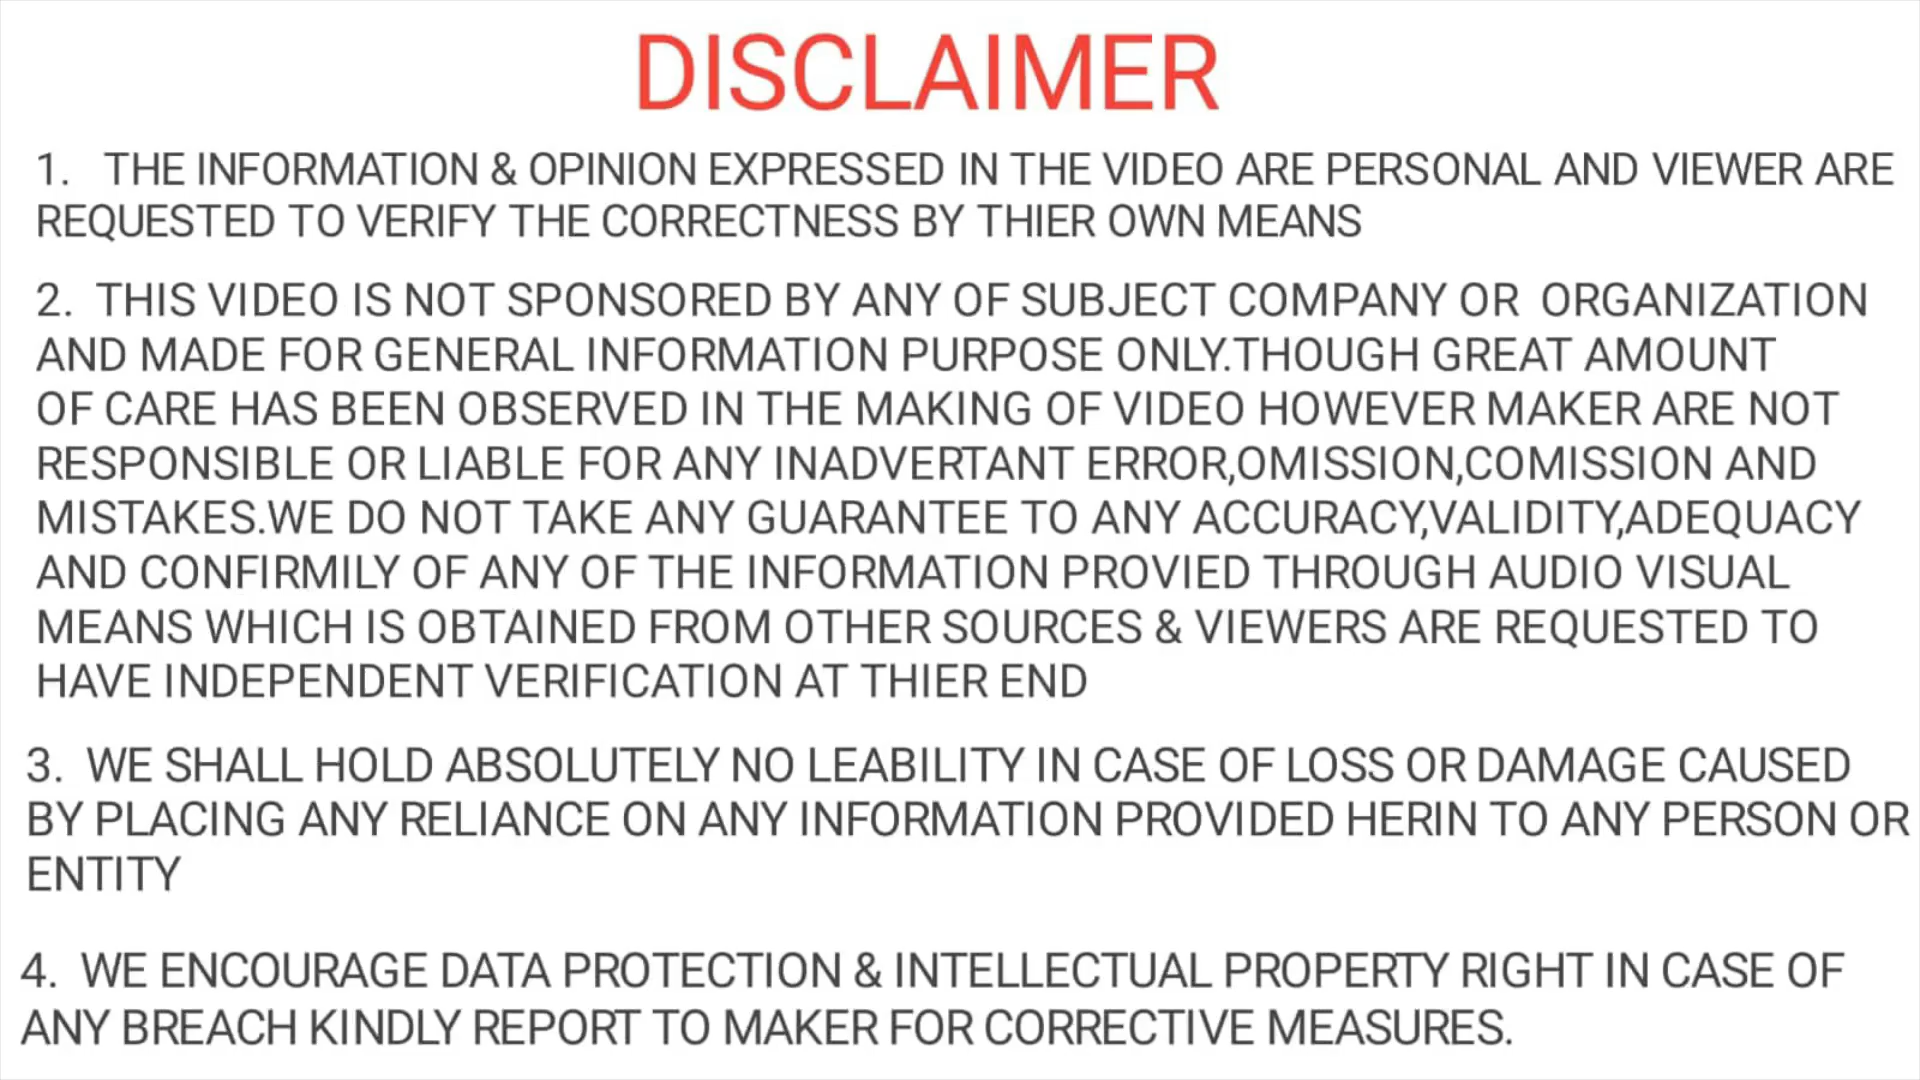 DISCLAIMER
1. THE INFORMATION & OPINION EXPRESSED IN THE VIDEO ARE PERSONAL AND VIEWER ARE
REQUESTED TO VERIFY THE CORRECTNESS BY THIER OWN MEANS
2. THIS VIDEO IS NOT SPONSORED BY ANY OF SUBJECT COMPANY OR ORGANIZATION
AND MADE FOR GENERAL INFORMATION PURPOSE ONLY.THOUGH GREAT AMOUNT
OF CARE HAS BEEN OBSERVED IN THE MAKING OF VIDEO HOWEVER MAKER ARE NOT
RESPONSIBLE OR LIABLE FOR ANY INADVERTANT ERROR,OMISSION,COMISSION AND
MISTAKES.WE DO NOT TAKE ANY GUARANTEE TO ANY ACCURACY,VALIDITY,ADEQUACY
AND CONFIRMILY OF ANY OF THE INFORMATION PROVIED THROUGH AUDIO VISUAL
MEANS WHICH IS OBTAINED FROM OTHER SOURCES & VIEWERS ARE REQUESTED TO
HAVE INDEPENDENT VERIFICATION AT THIER END
3. WE SHALL HOLD ABSOLUTELY NO LEABILITY IN CASE OF LOSS OR DAMAGE CAUSED
BY PLACING ANY RELIANCE ON ANY INFORMATION PROVIDED HERIN TO ANY PERSON OR
ENTITY
4. WE ENCOURAGE DATA PROTECTION & INTELLECTUAL PROPERTY RIGHT IN CASE OF
ANY BREACH KINDLY REPORT TO MAKER FOR CORRECTIVE MEASURES.